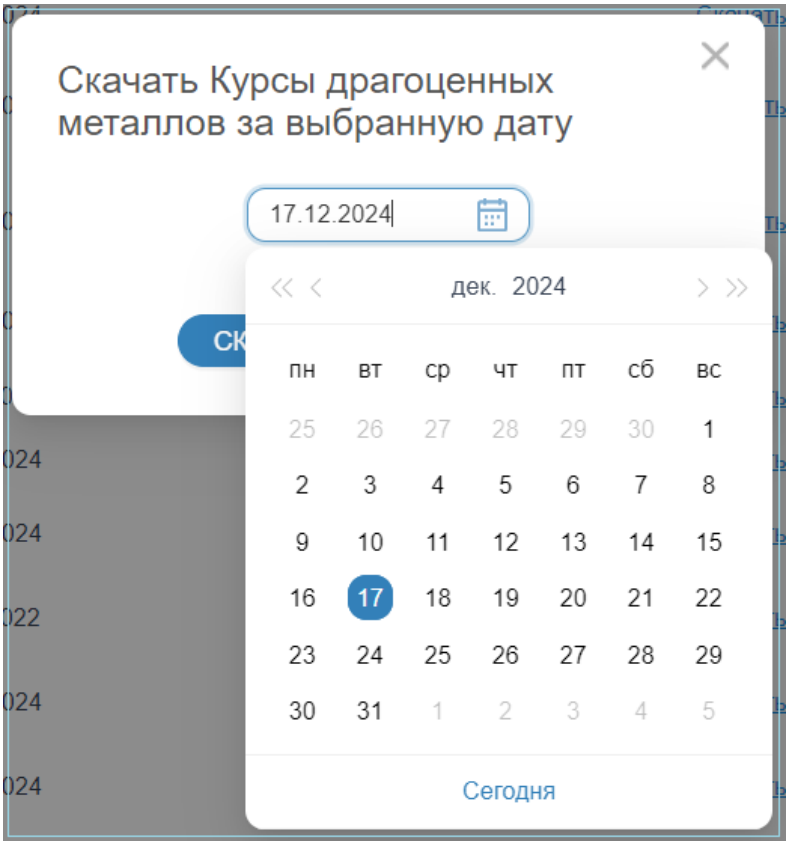 Скачать Курсы драгоценных
металлов за выбранную дату
17.12.2024
дек. 2024
пн вт ср чт пт сб вс
25 26 27 28 29 30 1
2 3 4 5 6 7 8
9 10 11 12 13 14 15
16 17 18 19 20 21 22
23 24 25 26 27 28 29
30 31 1 2 3 4 5
Сегодня